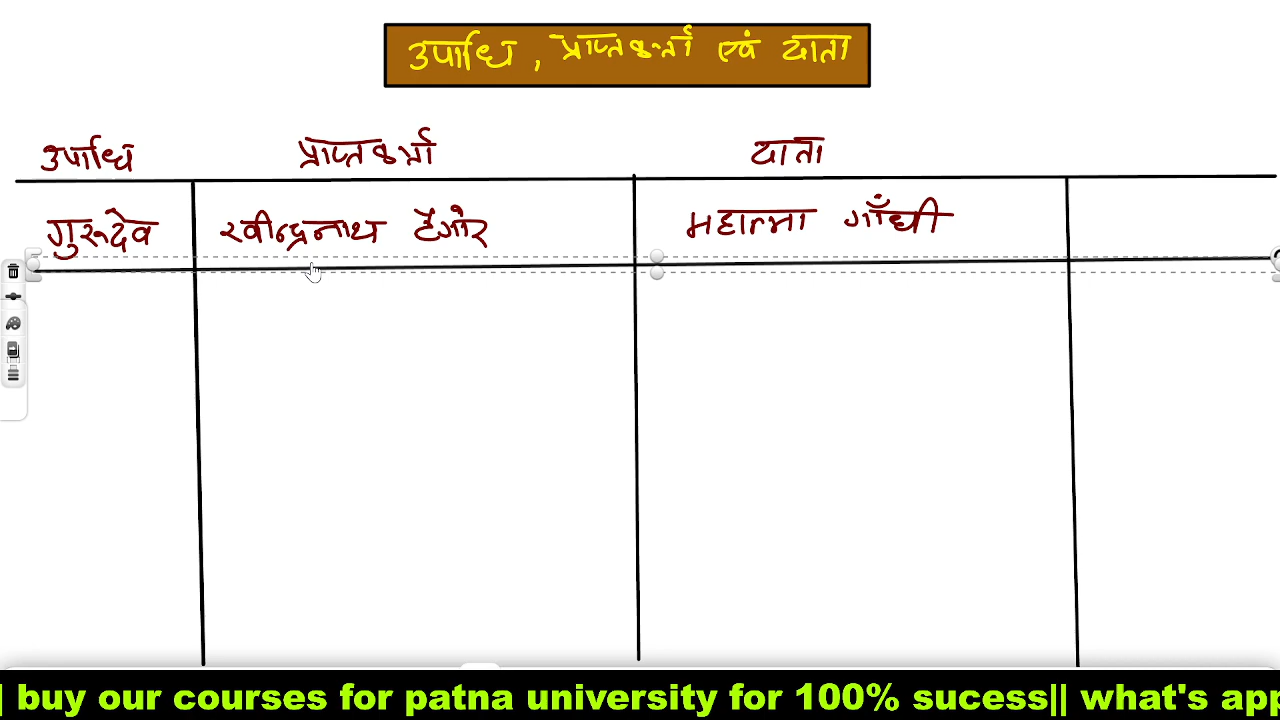 उपाधि, प्राप्तकर्ता एवं दाता
उपाधि प्राप्तकर्ता दाता
गुरूदेव रवीन्द्रनाथ टैगोर महात्मा गाँधी
| buy our courses for patna university for 100% sucess|| what's app